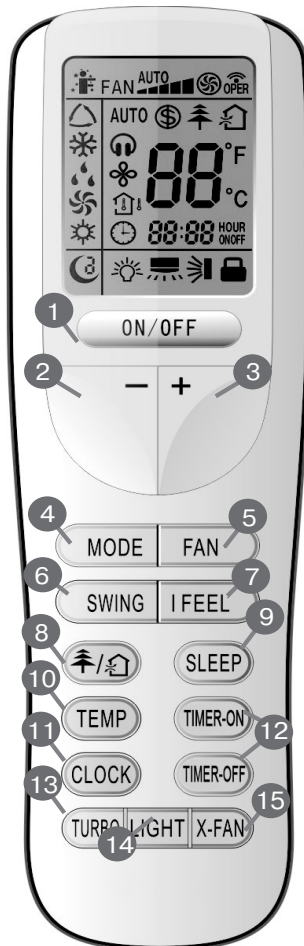 FAN AUTO OPER
AUTO
88 °F
°C
88:88 HOUR
ON OFF
1
ON/OFF
2 − + 3
4 5
MODE FAN
6 7
SWING I FEEL
8 9
/ SLEEP
10
TEMP TIMER-ON
11 12
CLOCK TIMER-OFF
13
TURBO LIGHT X-FAN 15
14